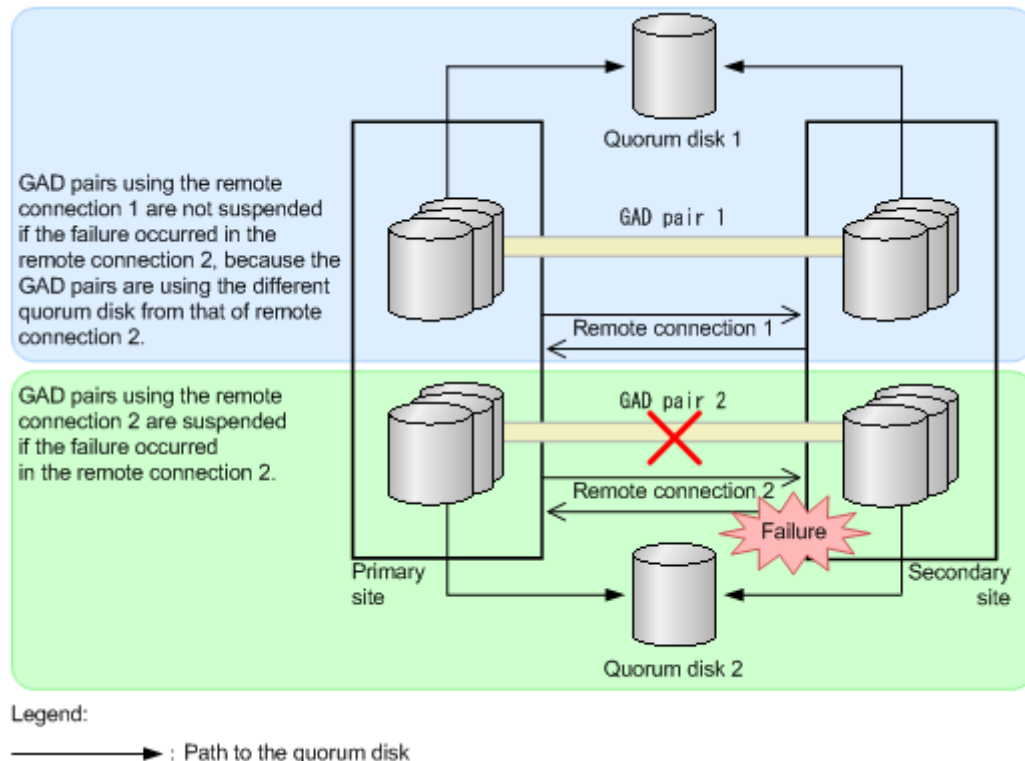 Quorum disk 1
GAD pairs using the remote
connection 1 are not suspended
if the failure occurred in the
remote connection 2, because the
GAD pairs are using the different
quorum disk from that of remote
connection 2.
GAD pair 1
Remote connection 1
GAD pairs using the remote
connection 2 are suspended
if the failure occurred
in the remote connection 2.
GAD pair 2
Remote connection 2
Failure
Primary
site
Secondary
site
Quorum disk 2
Legend:
: Path to the quorum disk